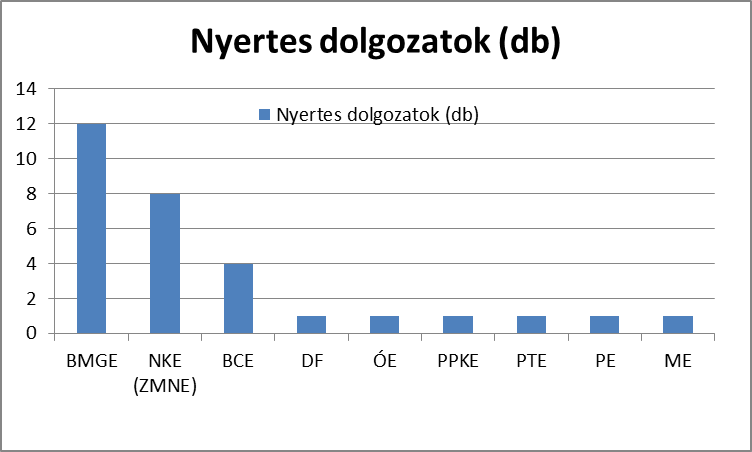 Nyertes dolgozatok (db)
Nyertes dolgozatok (db)
14
12
10
8
6
4
2
0
BMGE NKE BCE DF ÓE PPKE PTE PE ME
(ZMNE)